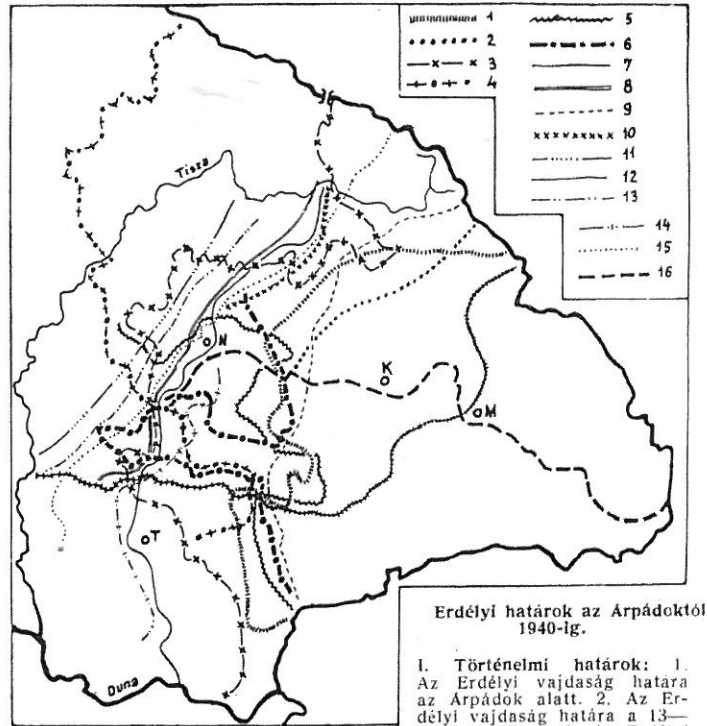 1
2
3
4
5
6
7
8
9
10
11
12
13
14
15
16
Tisza
N
K
M
T
Duna
Erdélyi határok az Árpádoktól
1940-ig.
I. Történelmi határok: 1.
Az Erdélyi vajdaság határa
az Árpádok alatt. 2. Az Er-
délyi vajdaság határa a 13—